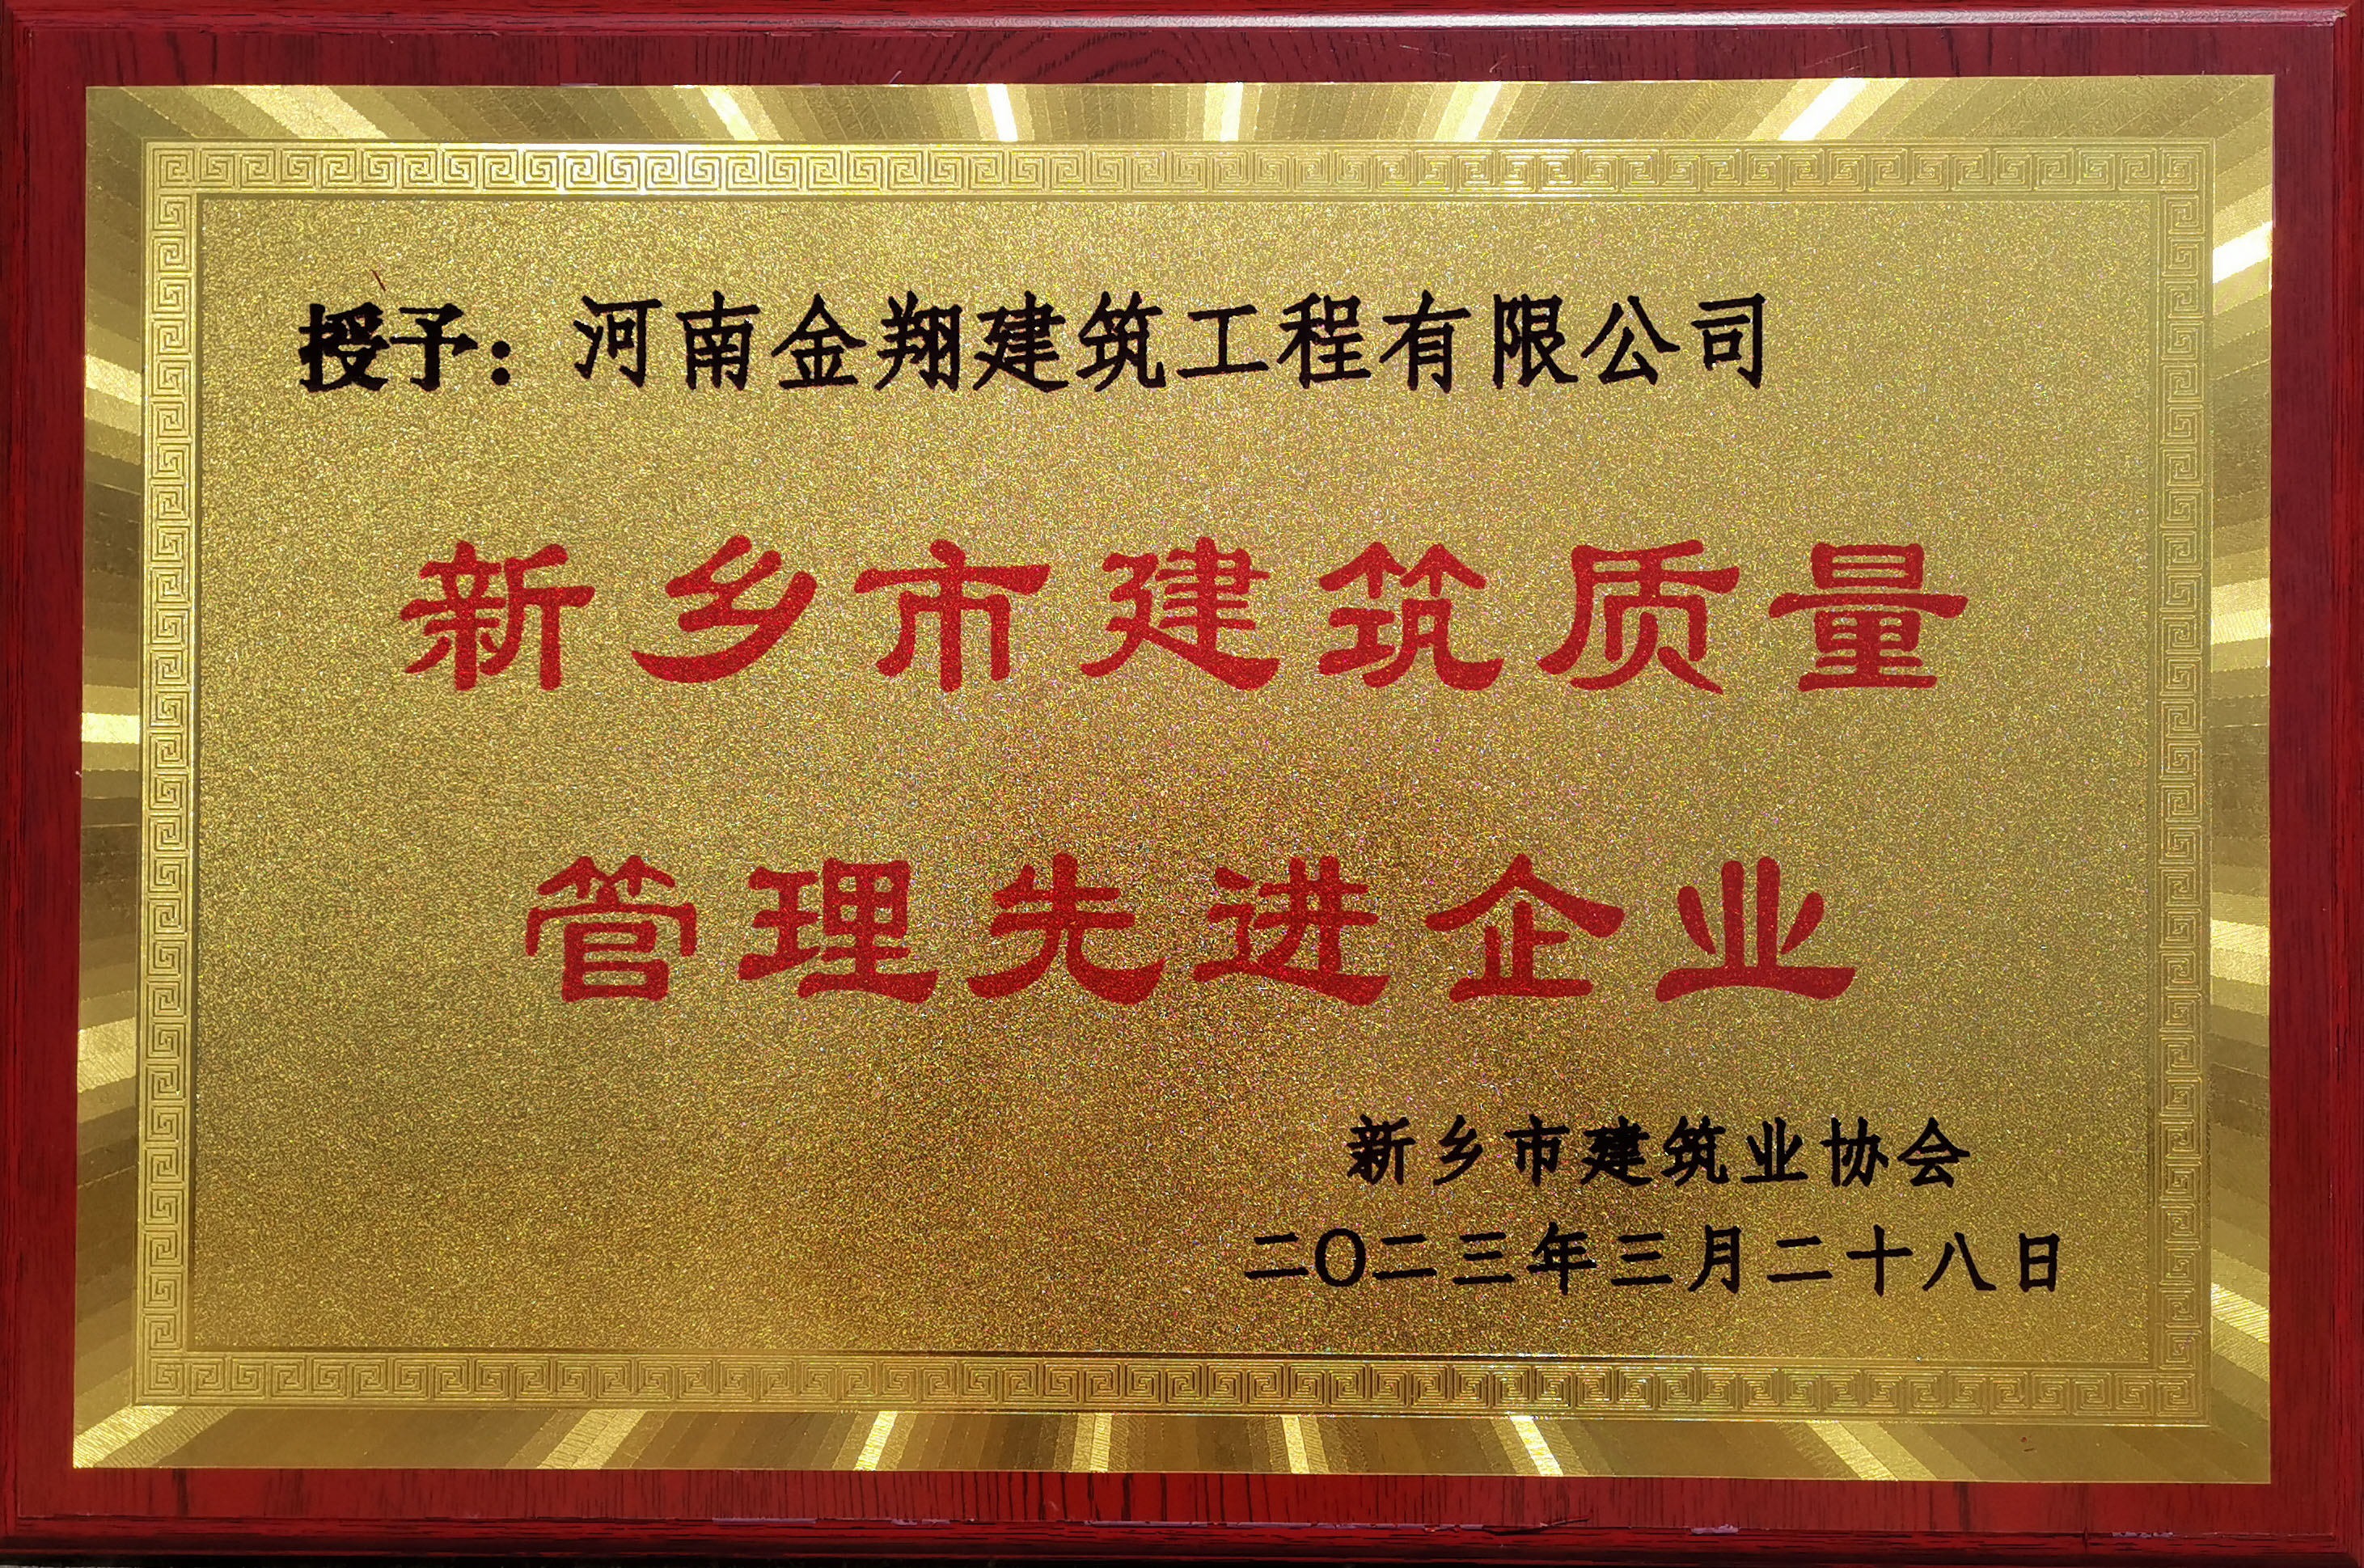 授予：河南金翔建筑工程有限公司
新乡市建筑质量
管理先进企业
新乡市建筑业协会
二〇二三年三月二十八日